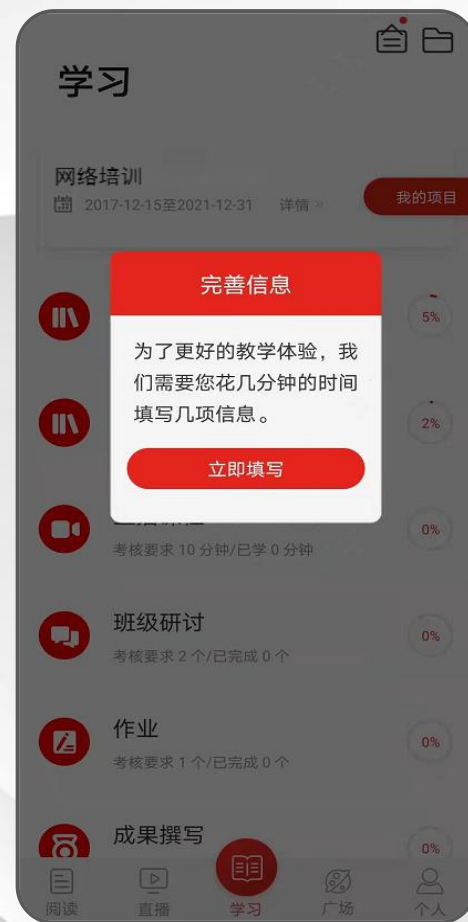 学习
网络培训
2017-12-15至2021-12-31 详情 »
我的项目
完善信息
为了更好的教学体验，我
们需要您花几分钟的时间
填写几项信息。
立即填写
5%
2%
0%
考核要求 10 分钟/已学 0 分钟
班级研讨
0%
考核要求 2 个/已完成 0 个
作业
0%
考核要求 1 个/已完成 0 个
成果撰写
0%
阅读
直播
学习
广场
个人